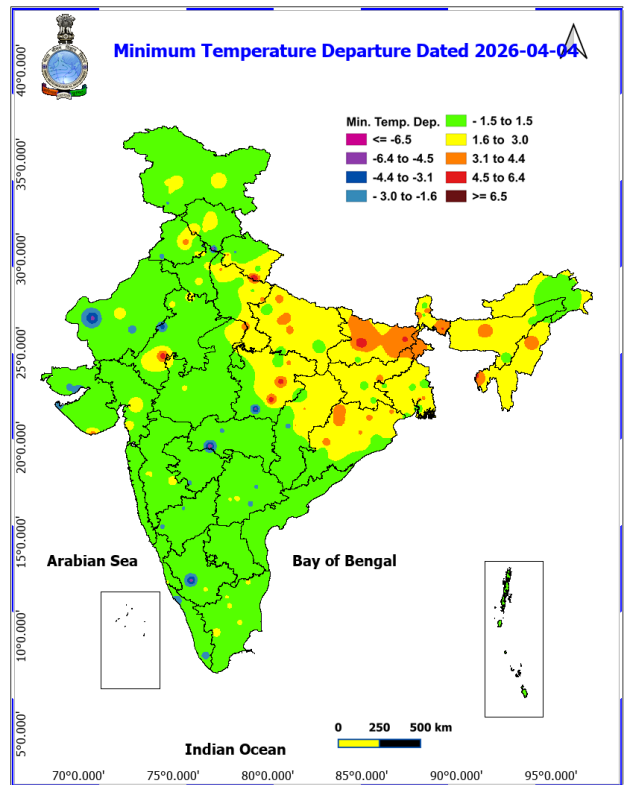 Minimum Temperature Departure Dated 2026-04-04
Min. Temp. Dep.
- 1.5 to 1.5
<= -6.5
1.6 to 3.0
-6.4 to -4.5
3.1 to 4.4
-4.4 to -3.1
4.5 to 6.4
- 3.0 to -1.6
>= 6.5
40°0.000'
35°0.000'
30°0.000'
25°0.000'
20°0.000'
15°0.000'
10°0.000'
5°0.000'
Arabian Sea
Bay of Bengal
Indian Ocean
0 250 500 km
70°0.000' 75°0.000' 80°0.000' 85°0.000' 90°0.000' 95°0.000'